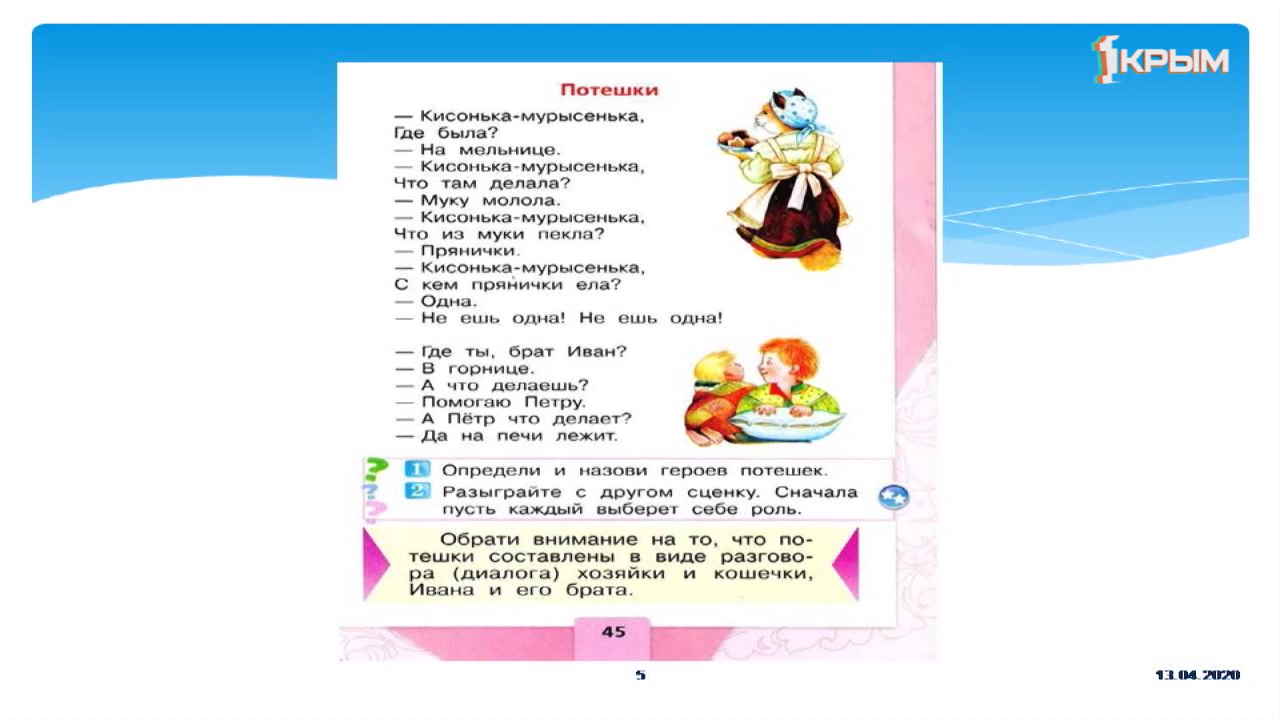 1КРЫМ
Потешки
— Кисонька-мурысенька,
Где была?
— На мельнице.
— Кисонька-мурысенька,
Что там делала?
— Муку молола.
— Кисонька-мурысенька,
Что из муки пекла?
— Прянички.
— Кисонька-мурысенька,
С кем прянички ела?
— Одна.
— Не ешь одна! Не ешь одна!
— Где ты, брат Иван?
— В горнице.
— А что делаешь?
— Помогаю Петру.
— А Пётр что делает?
— Да на печи лежит.
1 Определи и назови героев потешек.
2 Разыграйте с другом сценку. Сначала
пусть каждый выберет себе роль.
Обрати внимание на то, что по-
тешки составлены в виде разгово-
ра (диалога) хозяйки и кошечки,
Ивана и его брата.
45
5
13.04.2020